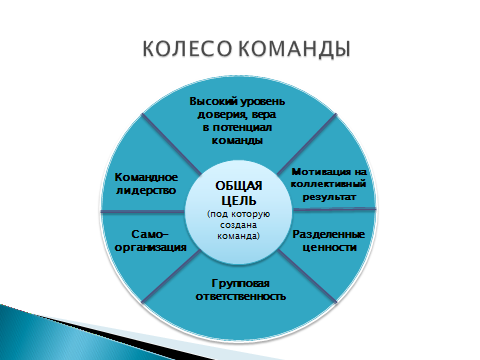 КОЛЕСО КОМАНДЫ
Высокий уровень
доверия, вера
в потенциал
команды
Мотивация на
коллективный
результат
Разделенные
ценности
Групповая
ответственность
Само-
организация
Командное
лидерство
ОБЩАЯ
ЦЕЛЬ
(под которую
создана
команда)